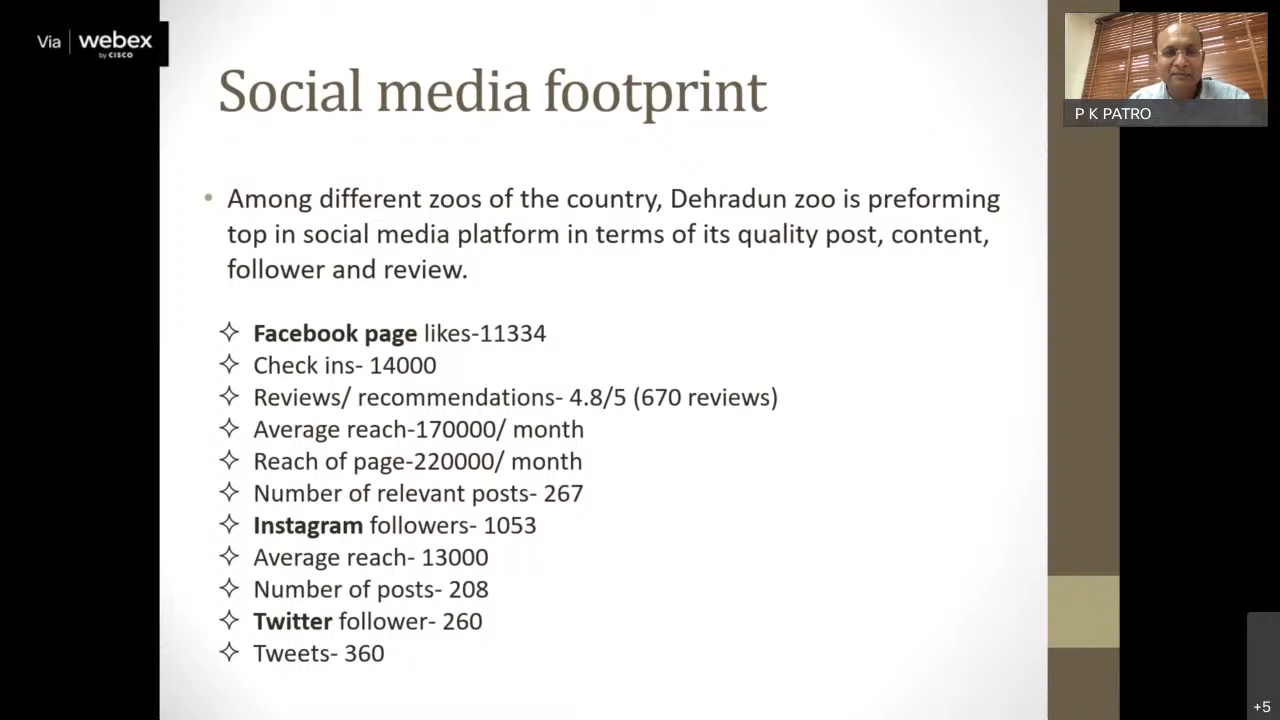 Via webex
by CISCO
Social media footprint
P K PATRO
• Among different zoos of the country, Dehradun zoo is preforming
top in social media platform in terms of its quality post, content,
follower and review.
Facebook page likes-11334
Check ins- 14000
Reviews/ recommendations- 4.8/5 (670 reviews)
Average reach-170000/ month
Reach of page-220000/ month
Number of relevant posts- 267
Instagram followers- 1053
Average reach- 13000
Number of posts- 208
Twitter follower- 260
Tweets- 360
+5